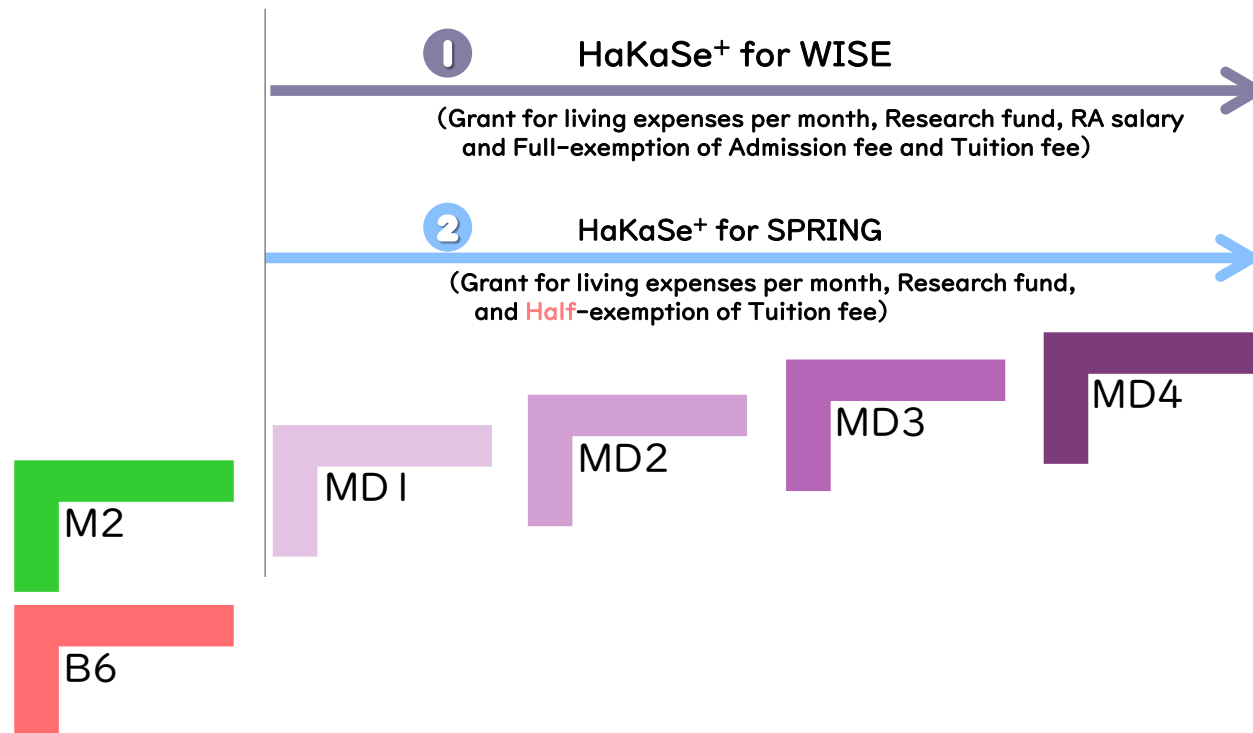 1 HaKaSe⁺ for WISE
(Grant for living expenses per month, Research fund, RA salary
and Full-exemption of Admission fee and Tuition fee)
2 HaKaSe⁺ for SPRING
(Grant for living expenses per month, Research fund,
and Half-exemption of Tuition fee)
MD4
MD3
MD2
MD1
M2
B6